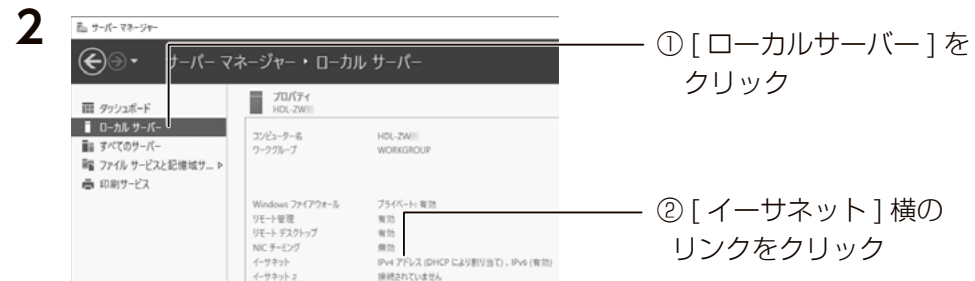 2
サーバー マネージャー
サーバー マネージャー ・ ローカル サーバー
① [ ローカルサーバー ] を
クリック
ダッシュボード
ローカル サーバー
すべてのサーバー
ファイル サービスと記憶域サ...
印刷サービス
プロパティ
HDL-ZW
コンピューター名 HDL-ZW
ワークグループ WORKGROUP
Windows ファイアウォール プライベート: 有効
リモート管理 有効
リモート デスクトップ 有効
NIC チーミング 無効
イーサネット IPv4 アドレス (DHCP により割り当て)、IPv6 (有効)
イーサネット 2 接続されていません
② [ イーサネット ] 横の
リンクをクリック